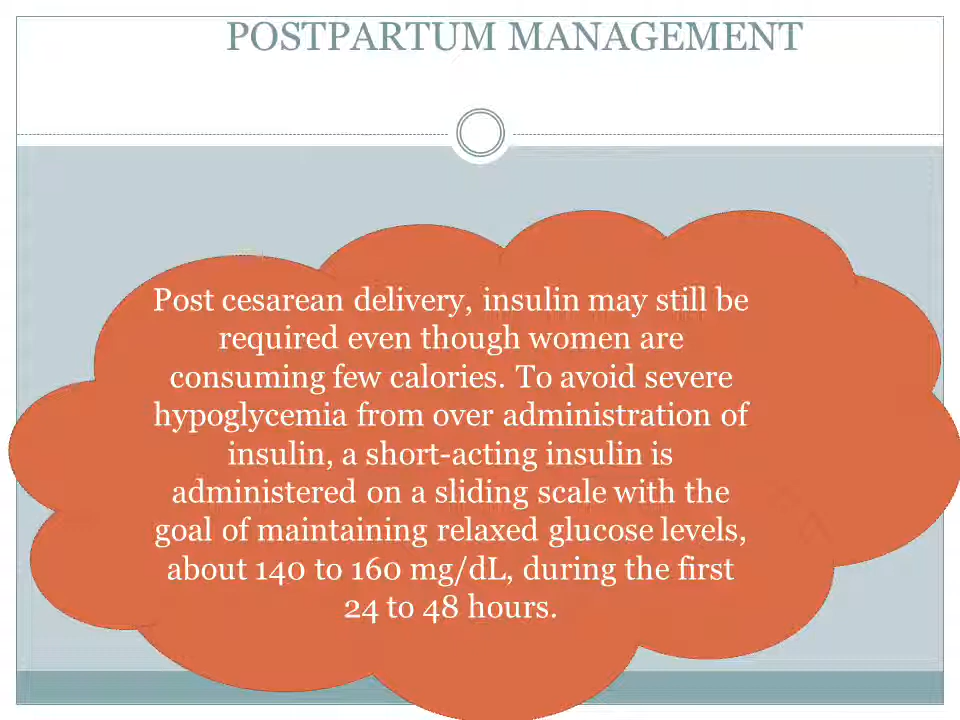 POSTPARTUM MANAGEMENT
Post cesarean delivery, insulin may still be
required even though women are
consuming few calories. To avoid severe
hypoglycemia from over administration of
insulin, a short-acting insulin is
administered on a sliding scale with the
goal of maintaining relaxed glucose levels,
about 140 to 160 mg/dL, during the first
24 to 48 hours.